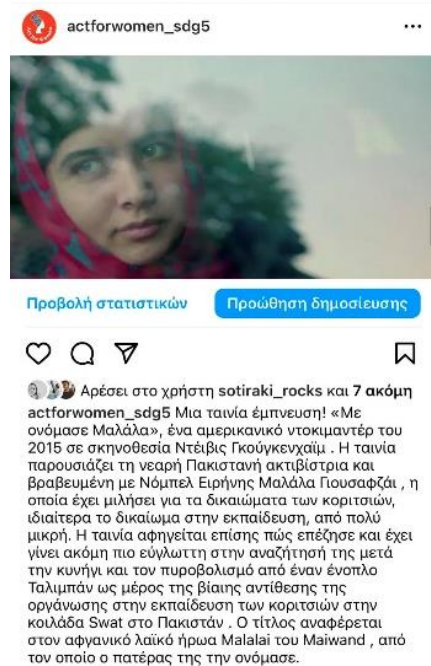 actforwomen_sdg5
Προβολή στατιστικών
Προώθηση δημοσίευσης
Αρέσει στο χρήστη sotiraki_rocks και 7 ακόμη
actforwomen_sdg5 Μια ταινία έμπνευση! «Με
ονόμασε Μαλάλα», ένα αμερικανικό ντοκιμαντέρ του
2015 σε σκηνοθεσία Ντέιβις Γκούγκενχαϊμ . Η ταινία
παρουσιάζει τη νεαρή Πακιστανή ακτιβίστρια και
βραβευμένη με Νόμπελ Ειρήνης Μαλάλα Γιουσαφζάι , η
οποία έχει μιλήσει για τα δικαιώματα των κοριτσιών,
ιδιαίτερα το δικαίωμα στην εκπαίδευση, από πολύ
μικρή. Η ταινία αφηγείται επίσης πώς επέζησε και έχει
γίνει ακόμη πιο εύγλωττη στην αναζήτησή της μετά
την κυνήγι και τον πυροβολισμό από έναν ένοπλο
Ταλιμπάν ως μέρος της βίαιης αντίθεσης της
οργάνωσης στην εκπαίδευση των κοριτσιών στην
κοιλάδα Swat στο Πακιστάν . Ο τίτλος αναφέρεται
στον αφγανικό λαϊκό ήρωα Malalai του Maiwand , από
τον οποίο ο πατέρας της την ονόμασε.